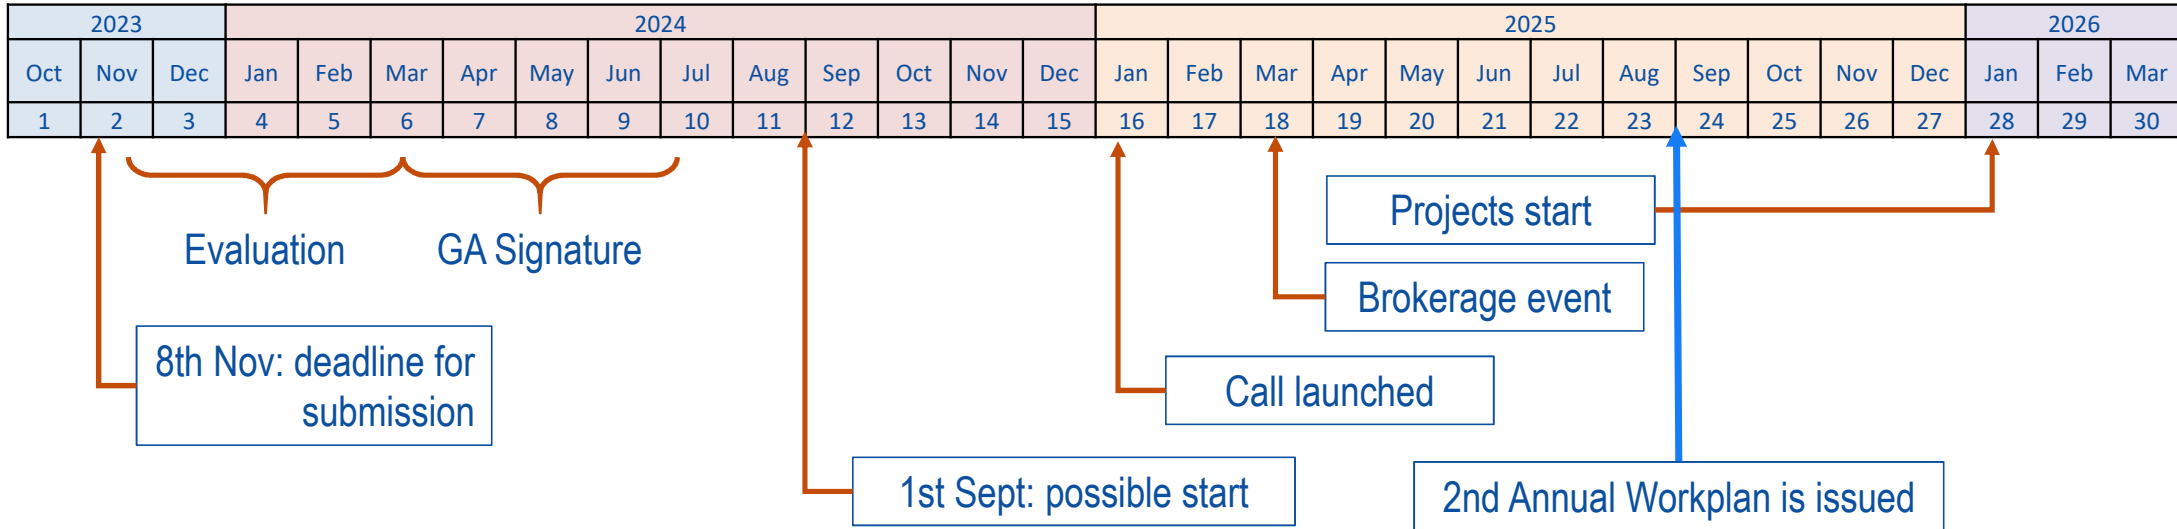 2023 2024 2025 2026
Oct Nov Dec Jan Feb Mar Apr May Jun Jul Aug Sep Oct Nov Dec Jan Feb Mar Apr May Jun Jul Aug Sep Oct Nov Dec Jan Feb Mar
1 2 3 4 5 6 7 8 9 10 11 12 13 14 15 16 17 18 19 20 21 22 23 24 25 26 27 28 29 30
Projects start
Evaluation GA Signature
Brokerage event
8th Nov: deadline for
submission
Call launched
1st Sept: possible start
2nd Annual Workplan is issued